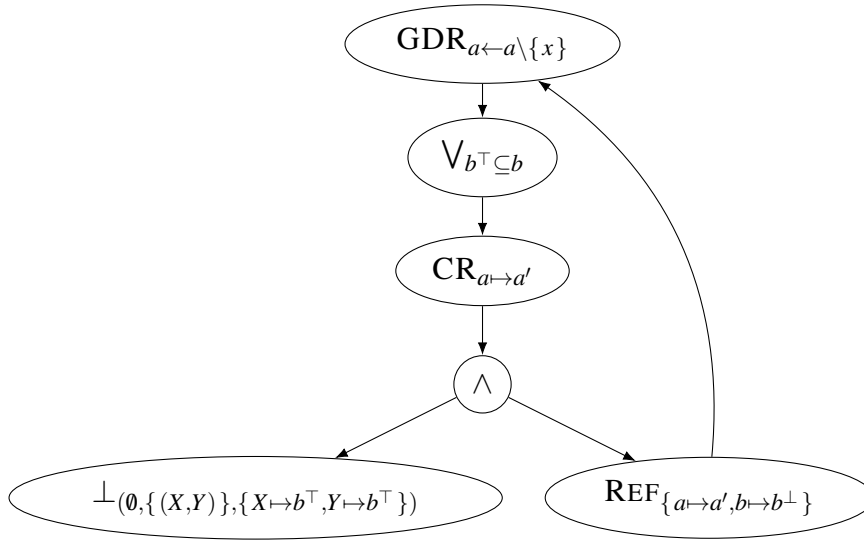 GDR_{a←a\{x}}
⋁_{b^⊤⊆b}
CR_{a↦a′}
∧
⊥_{(∅,{(X,Y)},{X↦b^⊤,Y↦b^⊤})}
REF_{{a↦a′,b↦b^⊥}}